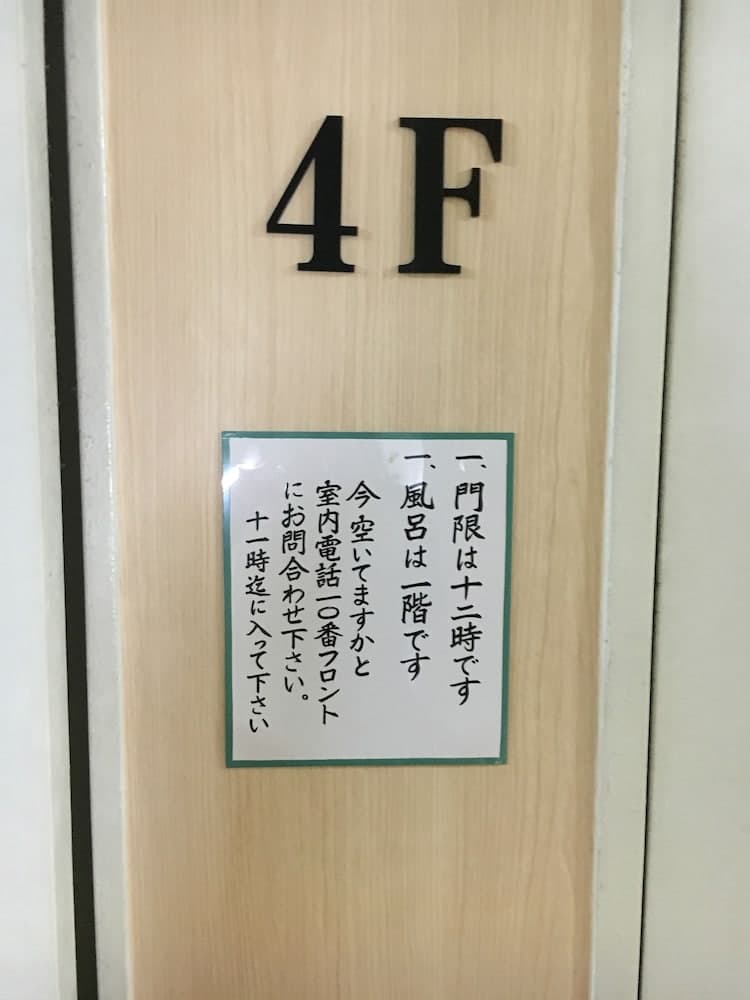 4F
一、門限は十二時です
一、風呂は一階です
今空いてますかと
室内電話一〇番フロント
にお問合わせ下さい。
十一時迄に入って下さい